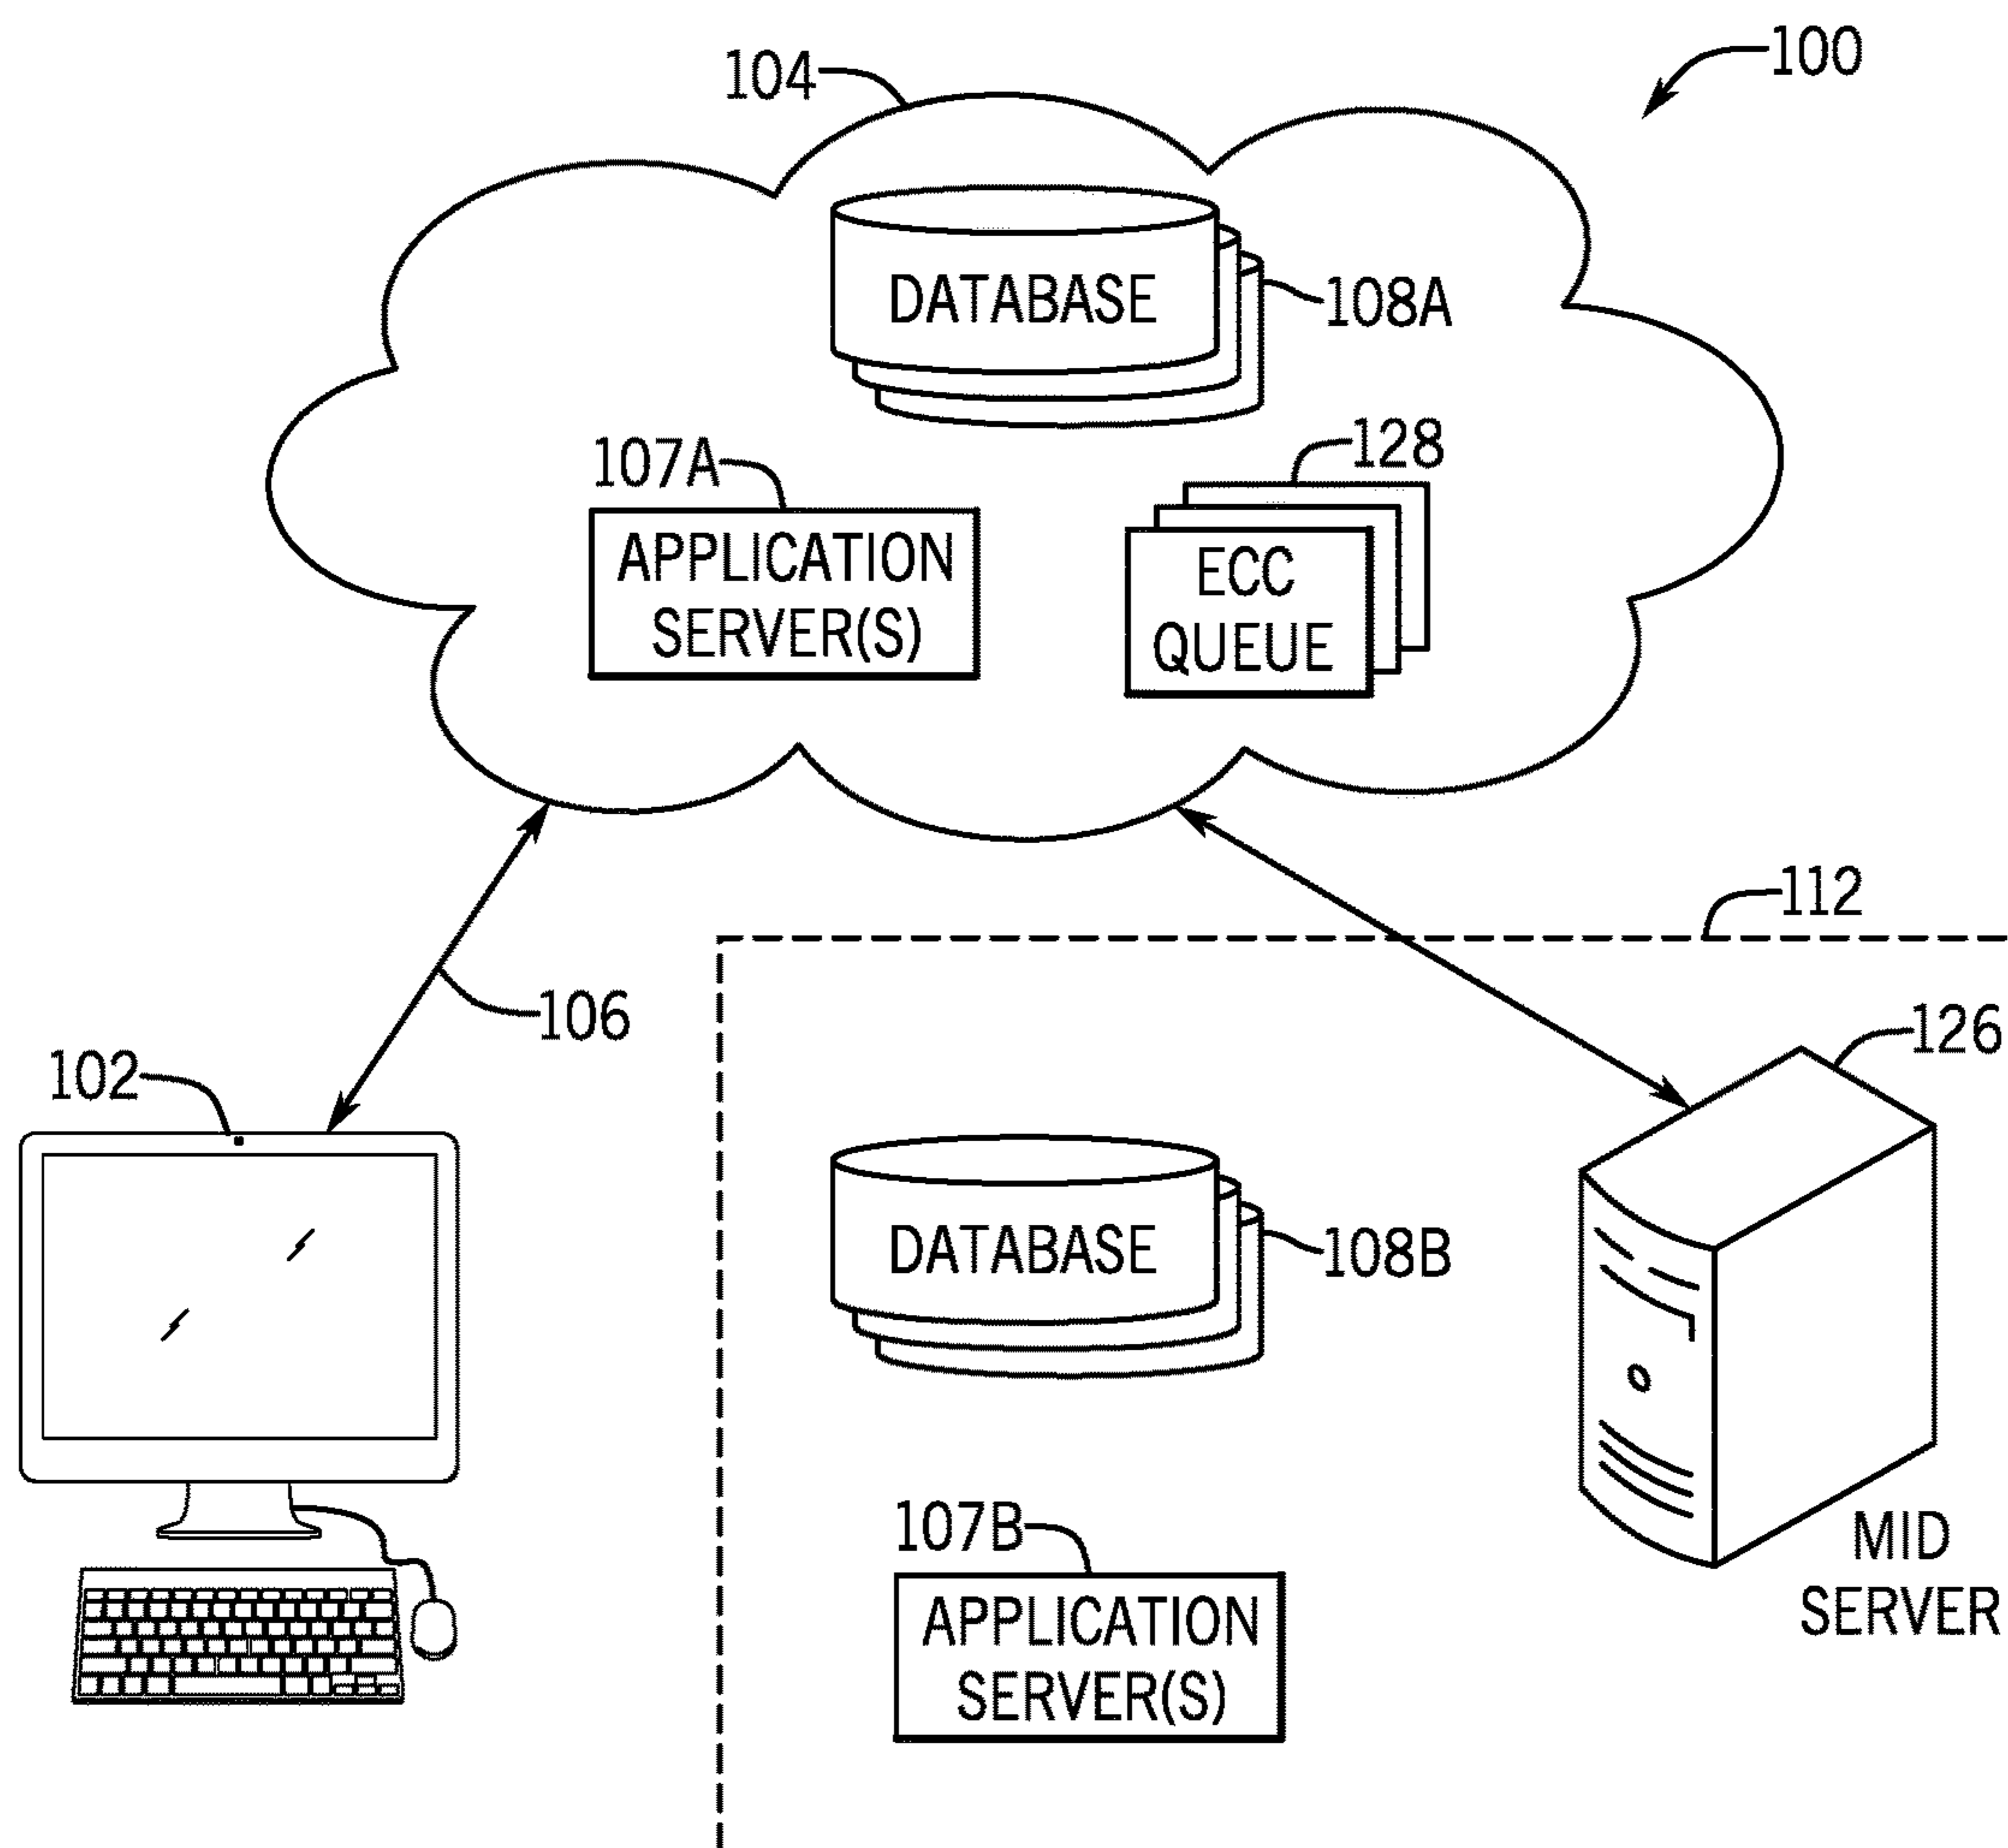 100
104
DATABASE
108A
107A
128
APPLICATION
SERVER(S)
ECC
QUEUE
112
106
126
102
DATABASE
108B
107B
MID
SERVER
APPLICATION
SERVER(S)